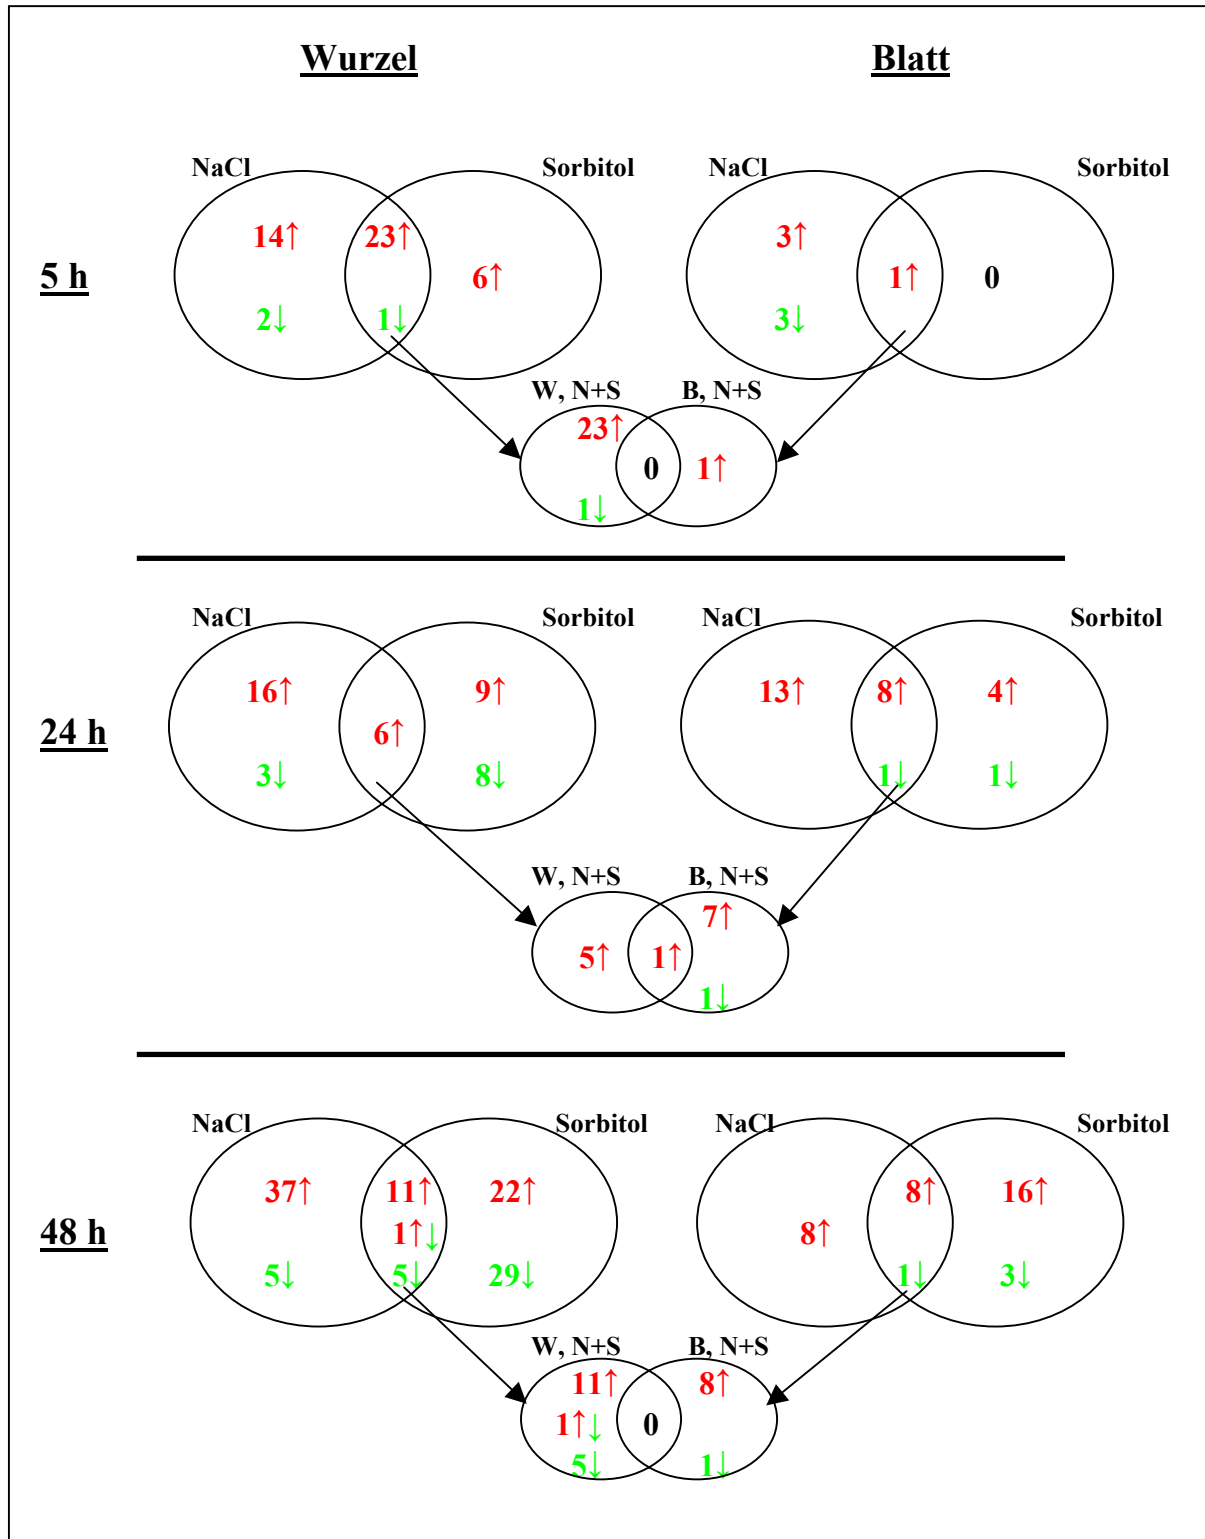 Wurzel Blatt
NaCl Sorbitol NaCl Sorbitol
14↑ 23↑ 3↑
5 h 6↑ 1↑ 0
2↓ 1↓ 3↓
W, N+S B, N+S
23↑
0 1↑
1↓
NaCl Sorbitol NaCl Sorbitol
16↑ 9↑ 13↑ 8↑ 4↑
24 h 6↑
3↓ 8↓ 1↓ 1↓
W, N+S B, N+S
7↑
5↑ 1↑
1↓
NaCl Sorbitol NaCl Sorbitol
37↑ 11↑ 22↑ 8↑ 16↑
48 h 1↑↓ 8↑
5↓ 5↓ 29↓ 1↓ 3↓
W, N+S B, N+S
11↑ 8↑
1↑↓ 0
5↓ 1↓